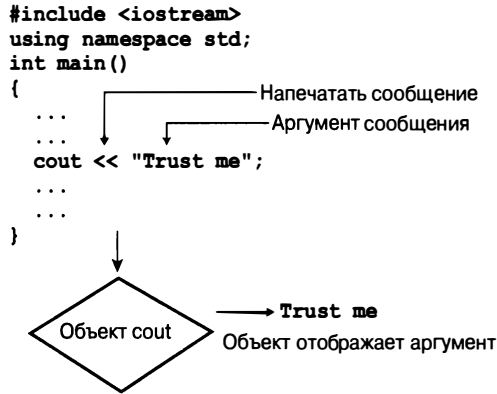 #include <iostream>
using namespace std;
int main()
{
...
Напечатать сообщение
...
Аргумент сообщения
cout << "Trust me";
...
...
}
Объект cout
Trust me
Объект отображает аргумент